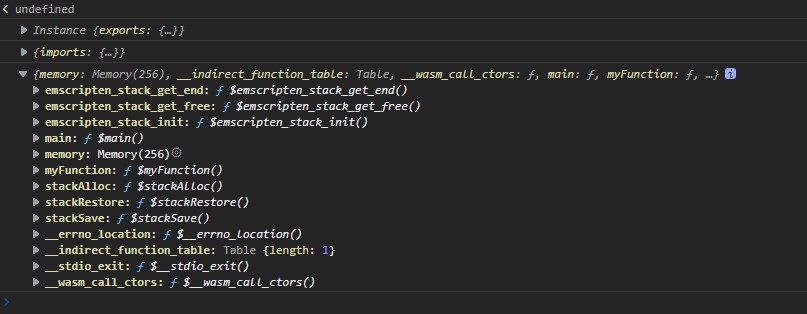 undefined
Instance {exports: {…}}
{imports: {…}}
{memory: Memory(256), __indirect_function_table: Table, __wasm_call_ctors: ƒ, main: ƒ, myFunction: ƒ, …} i
emscripten_stack_get_end: ƒ $emscripten_stack_get_end()
emscripten_stack_get_free: ƒ $emscripten_stack_get_free()
emscripten_stack_init: ƒ $emscripten_stack_init()
main: ƒ $main()
memory: Memory(256)
myFunction: ƒ $myFunction()
stackAlloc: ƒ $stackAlloc()
stackRestore: ƒ $stackRestore()
stackSave: ƒ $stackSave()
__errno_location: ƒ $__errno_location()
__indirect_function_table: Table {length: 1}
__stdio_exit: ƒ $__stdio_exit()
__wasm_call_ctors: ƒ $__wasm_call_ctors()